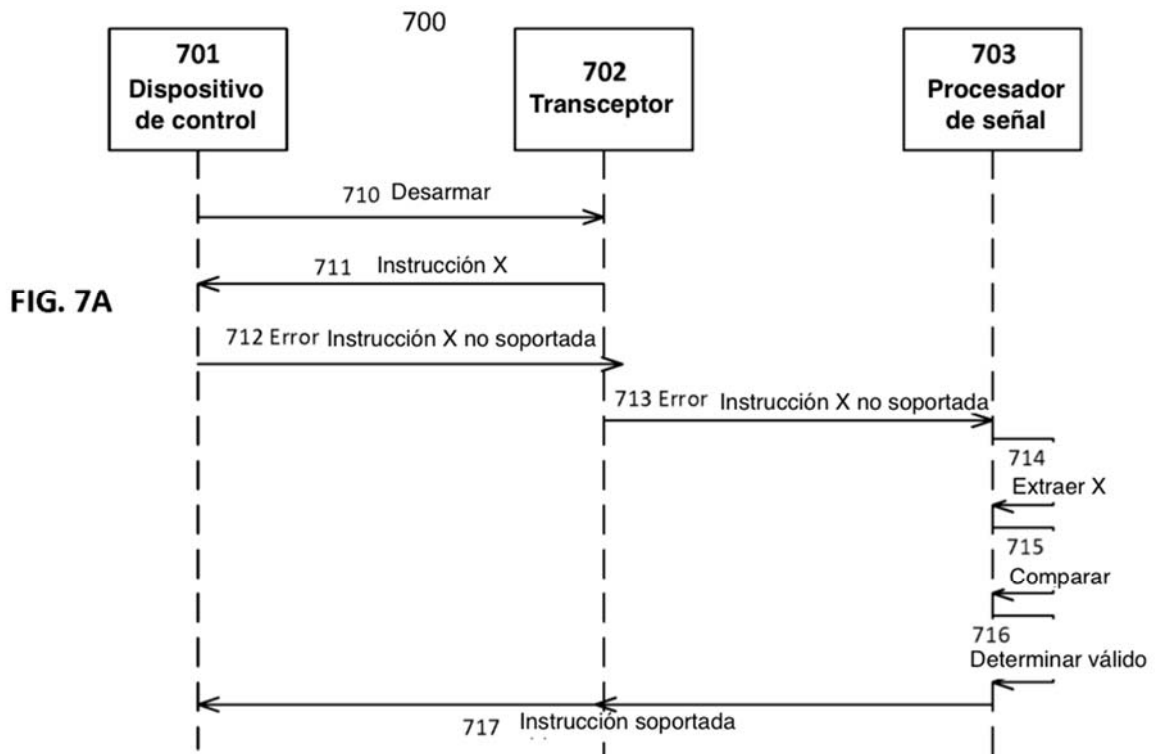 700
701
Dispositivo
de control
702
Transceptor
703
Procesador
de señal
710 Desarmar
711 Instrucción X
FIG. 7A
712 Error Instrucción X no soportada
713 Error Instrucción X no soportada
714
Extraer X
715
Comparar
716
Determinar válido
717 Instrucción soportada